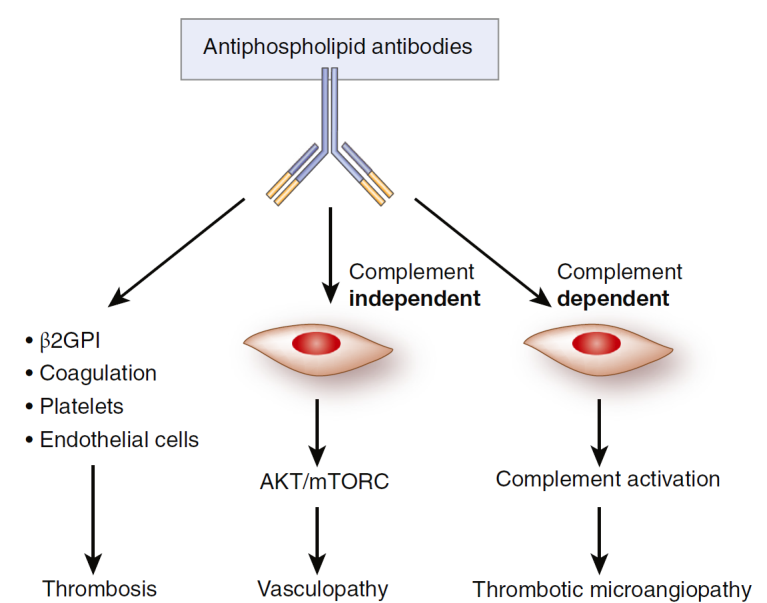 Antiphospholipid antibodies
Complement
independent
Complement
dependent
• β2GPI
• Coagulation
• Platelets
• Endothelial cells
AKT/mTORC
Complement activation
Thrombosis
Vasculopathy
Thrombotic microangiopathy